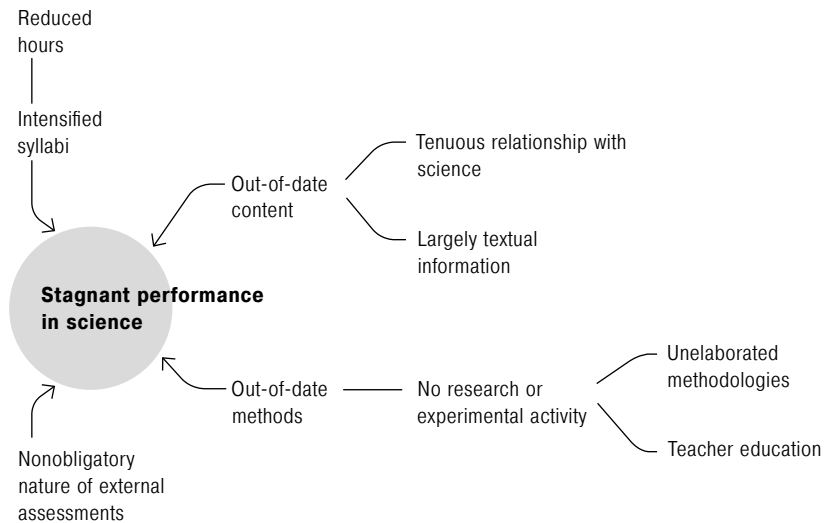 Reduced
hours
Intensified
syllabi
Out-of-date
content
Tenuous relationship with
science
Largely textual
information
Stagnant performance
in science
Out-of-date
methods
No research or
experimental activity
Unelaborated
methodologies
Teacher education
Nonobligatory
nature of external
assessments